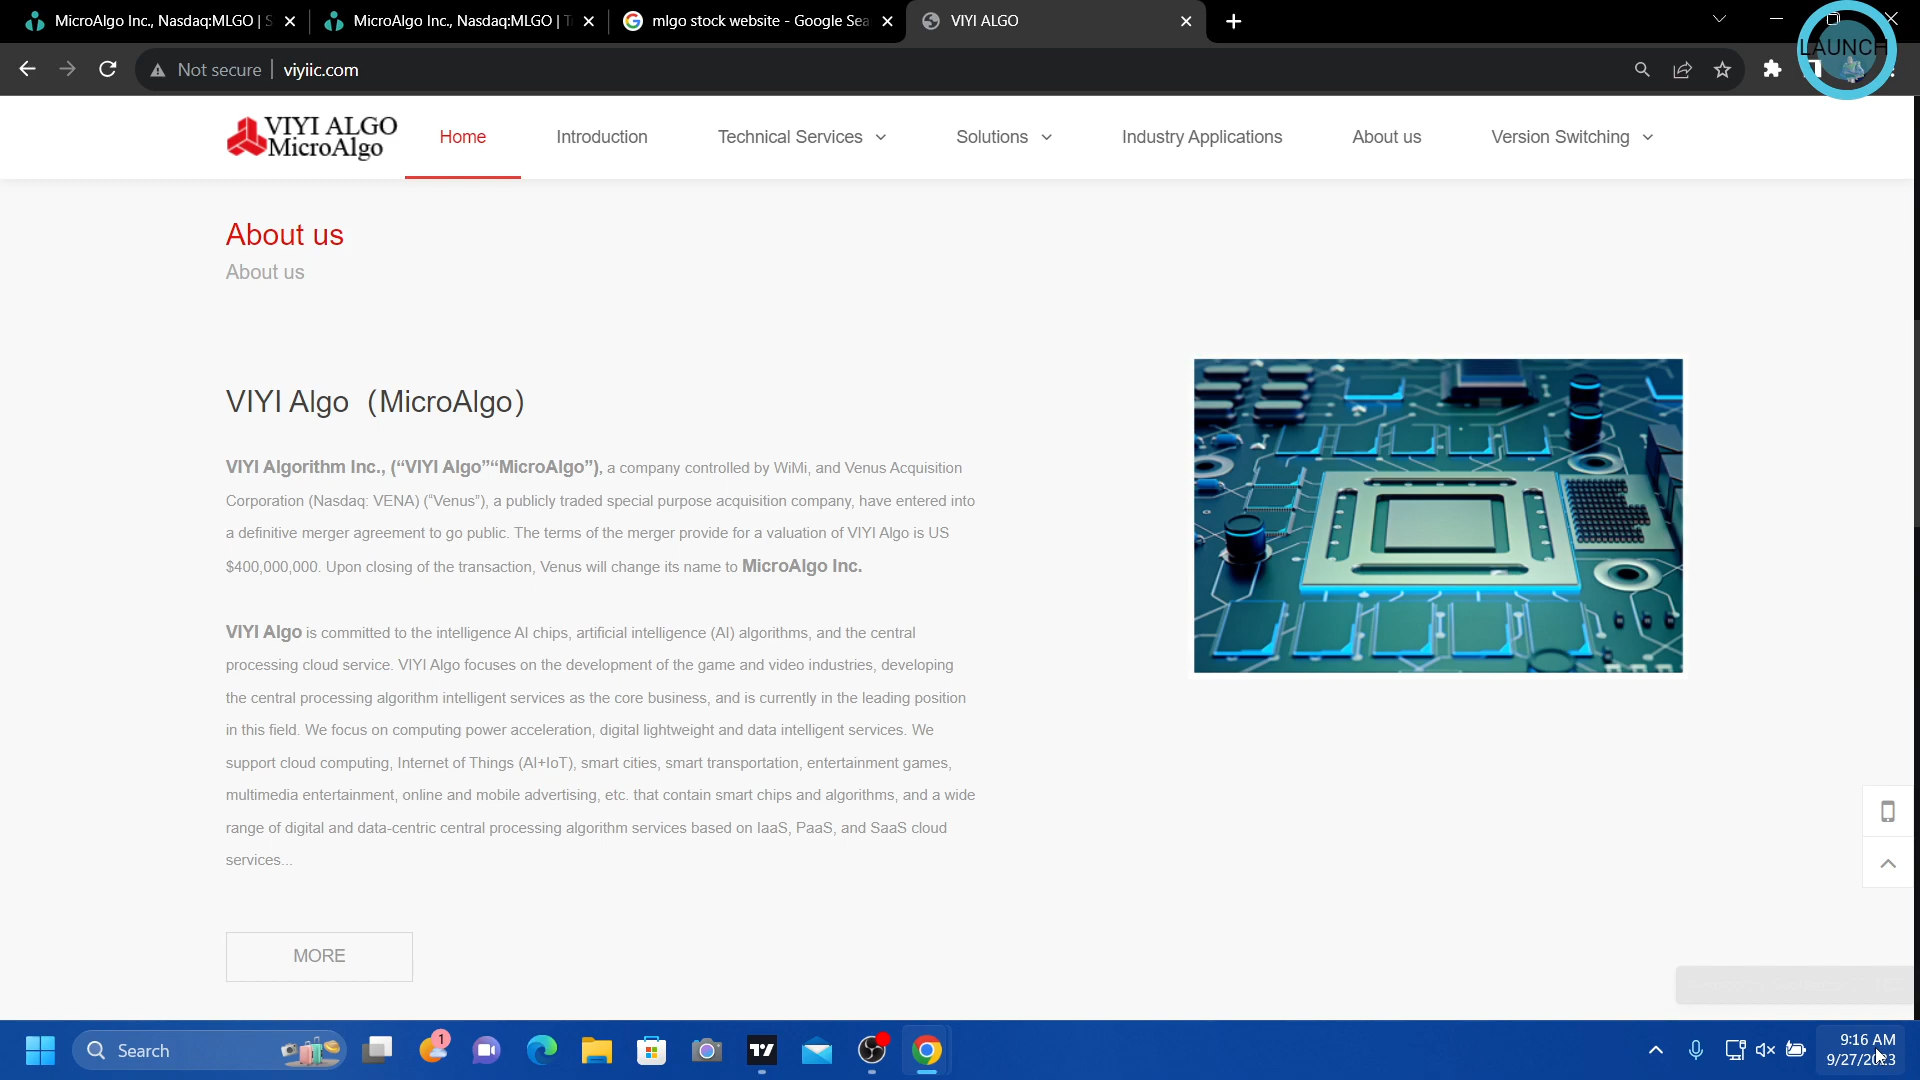 MicroAlgo Inc., Nasdaq:MLGO | S
MicroAlgo Inc., Nasdaq:MLGO | T
mlgo stock website - Google Sea
VIYI ALGO
LAUNCH
Not secure
viyiic.com
VIYI ALGO
MicroAlgo
Home
Introduction
Technical Services
Solutions
Industry Applications
About us
Version Switching
About us
About us
VIYI Algo（MicroAlgo）
VIYI Algorithm Inc., (“VIYI Algo”“MicroAlgo”), a company controlled by WiMi, and Venus Acquisition
Corporation (Nasdaq: VENA) (“Venus”), a publicly traded special purpose acquisition company, have entered into
a definitive merger agreement to go public. The terms of the merger provide for a valuation of VIYI Algo is US
$400,000,000. Upon closing of the transaction, Venus will change its name to MicroAlgo Inc.
VIYI Algo is committed to the intelligence AI chips, artificial intelligence (AI) algorithms, and the central
processing cloud service. VIYI Algo focuses on the development of the game and video industries, developing
the central processing algorithm intelligent services as the core business, and is currently in the leading position
in this field. We focus on computing power acceleration, digital lightweight and data intelligent services. We
support cloud computing, Internet of Things (AI+IoT), smart cities, smart transportation, entertainment games,
multimedia entertainment, online and mobile advertising, etc. that contain smart chips and algorithms, and a wide
range of digital and data-centric central processing algorithm services based on IaaS, PaaS, and SaaS cloud
services...
MORE
Search
1
9:16 AM
9/27/2023